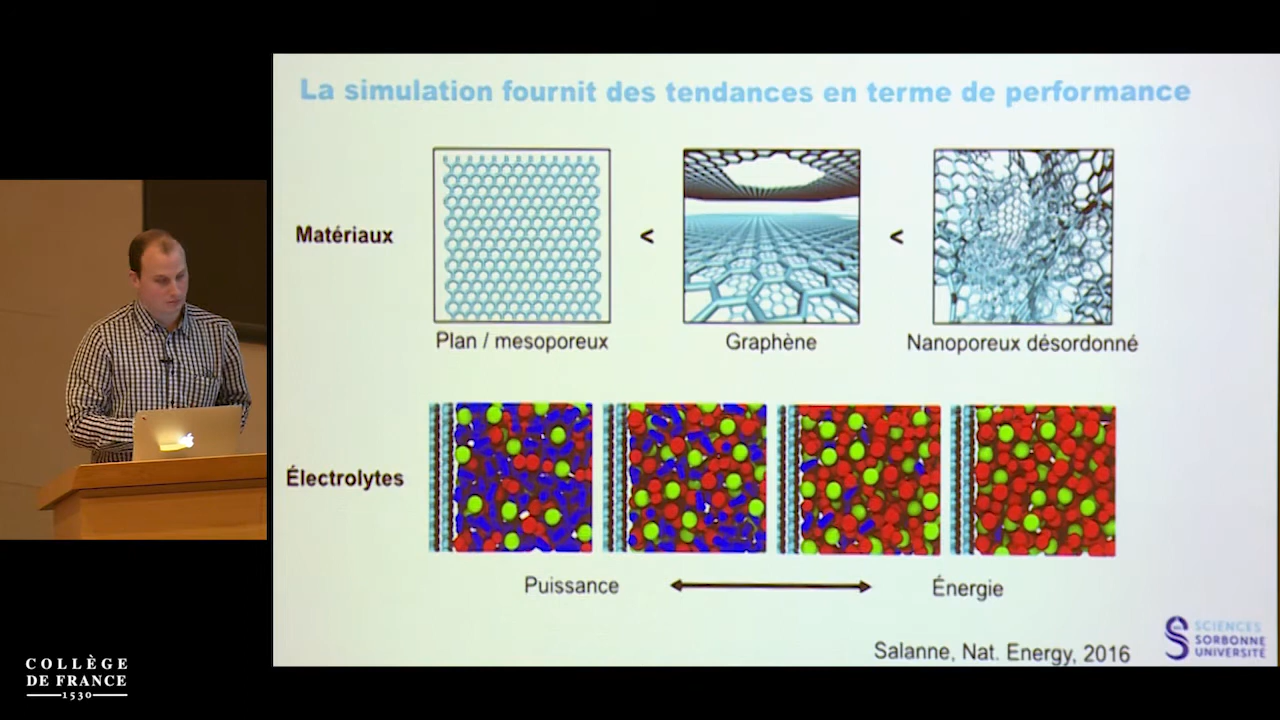 La simulation fournit des tendances en terme de performance
Matériaux
<
<
Plan / mesoporeux
Graphène
Nanoporeux désordonné
Électrolytes
Puissance
Énergie
Salanne, Nat. Energy, 2016
SCIENCES
SORBONNE
UNIVERSITÉ
COLLÈGE
DE FRANCE
1530